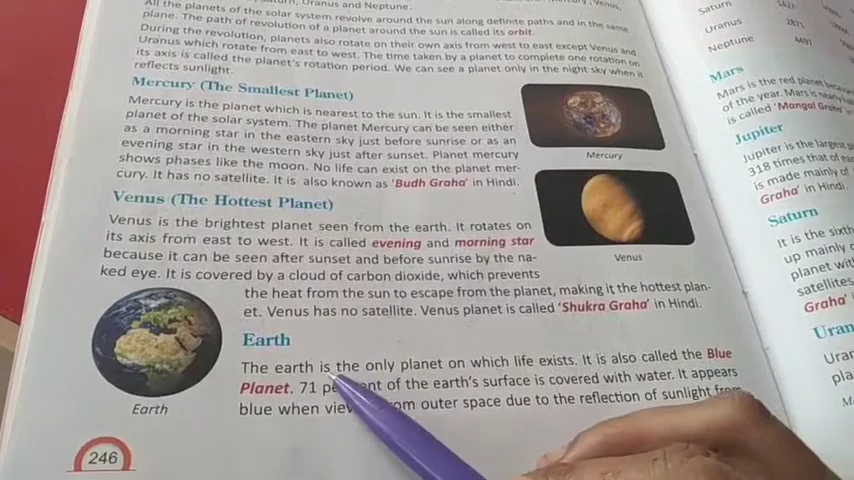 Saturn, Uranus and Neptune.
All the planets of the solar system revolve around the sun along definite paths and in the same
plane. The path of revolution of a planet around the sun is called its orbit.
During the revolution, planets also rotate on their own axis from west to east except Venus and
Uranus which rotate from east to west. The time taken by a planet to complete one rotation on
its axis is called the planet's rotation period. We can see a planet only in the night sky when it
reflects sunlight.
Mercury (The Smallest Planet)
Mercury is the planet which is nearest to the sun. It is the smallest
planet of the solar system. The planet Mercury can be seen either
as a morning star in the eastern sky just before sunrise or as an
evening star in the western sky just after sunset. Planet mercury
shows phases like the moon. No life can exist on the planet mer-
cury. It has no satellite. It is also known as 'Budh Graha' in Hindi.
Mercury
Venus (The Hottest Planet)
Venus is the brightest planet seen from the earth. It rotates on
its axis from east to west. It is called evening and morning star
because it can be seen after sunset and before sunrise by the na-
ked eye. It is covered by a cloud of carbon dioxide, which prevents
the heat from the sun to escape from the planet, making it the hottest plan-
et. Venus has no satellite. Venus planet is called 'Shukra Graha' in Hindi.
Venus
Earth
The earth is the only planet on which life exists. It is also called the Blue
Planet. 71 of the earth's surface is covered with water. It appears
blue when from outer space due to the reflection of sunlight from
Earth
246
Saturn
Uranus
Neptune
Mars
Mars is the red planet
of the year. Mars is
is called 'Mangal Graha'
Jupiter
Jupiter is the largest
318 times that of
is made mainly of
Graha' in Hindi.
Saturn
It is the sixth
up mainly
planet
satellites
Graha'
Uran